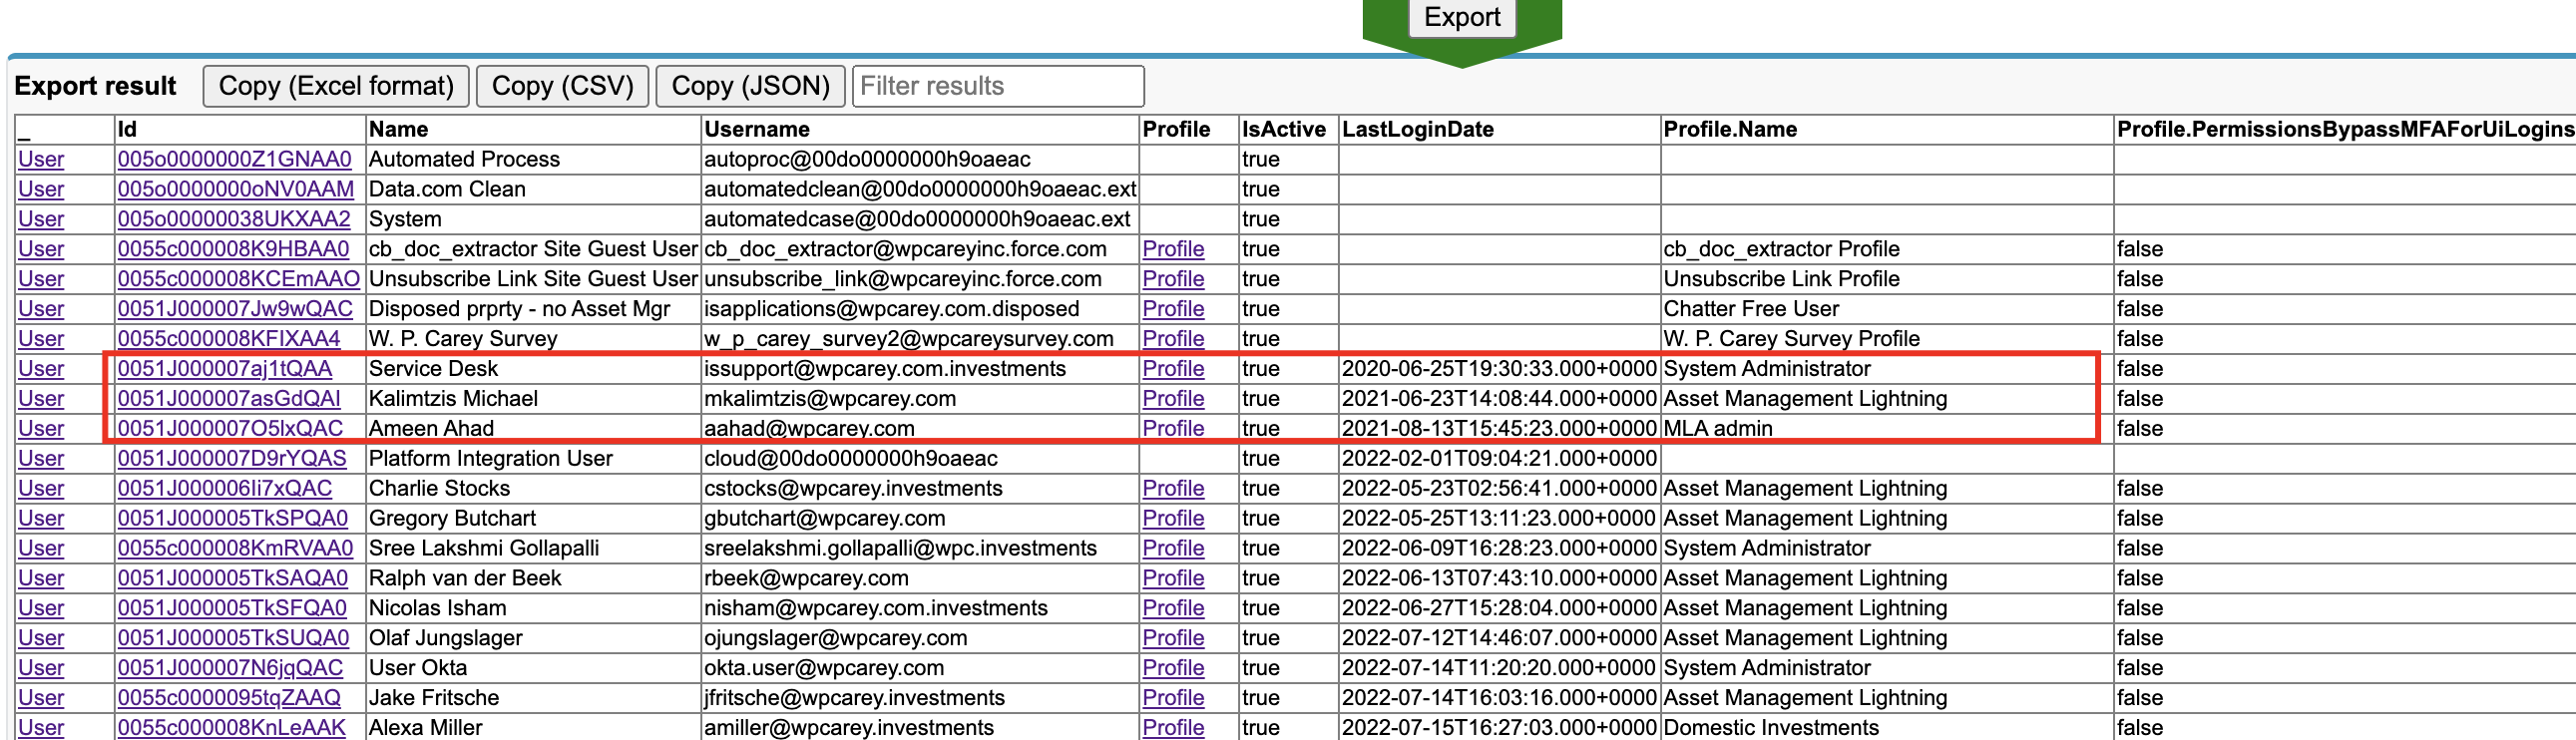 Export
Export result Copy (Excel format) Copy (CSV) Copy (JSON) Filter results
_ Id Name Username Profile IsActive LastLoginDate Profile.Name Profile.PermissionsBypassMFAForUiLogins
User 005o0000000Z1GNAA0 Automated Process autoproc@00do0000000h9oaeac true
User 005o0000000oNV0AAM Data.com Clean automatedclean@00do0000000h9oaeac.ext true
User 005o00000038UKXAA2 System automatedcase@00do0000000h9oaeac.ext true
User 0055c000008K9HBAA0 cb_doc_extractor Site Guest User cb_doc_extractor@wpcareyinc.force.com Profile true cb_doc_extractor Profile false
User 0055c000008KCEmAAO Unsubscribe Link Site Guest User unsubscribe_link@wpcareyinc.force.com Profile true Unsubscribe Link Profile false
User 0051J000007Jw9wQAC Disposed prprty - no Asset Mgr isapplications@wpcarey.com.disposed Profile true Chatter Free User false
User 0055c000008KFIXAA4 W. P. Carey Survey w_p_carey_survey2@wpcareysurvey.com Profile true W. P. Carey Survey Profile false
User 0051J000007aj1tQAA Service Desk issupport@wpcarey.com.investments Profile true 2020-06-25T19:30:33.000+0000 System Administrator false
User 0051J000007asGdQAI Kalimtzis Michael mkalimtzis@wpcarey.com Profile true 2021-06-23T14:08:44.000+0000 Asset Management Lightning false
User 0051J000007O5lxQAC Ameen Ahad aahad@wpcarey.com Profile true 2021-08-13T15:45:23.000+0000 MLA admin false
User 0051J000007D9rYQAS Platform Integration User cloud@00do0000000h9oaeac true 2022-02-01T09:04:21.000+0000
User 0051J000006Ii7xQAC Charlie Stocks cstocks@wpcarey.investments Profile true 2022-05-23T02:56:41.000+0000 Asset Management Lightning false
User 0051J000005TkSPQA0 Gregory Butchart gbutchart@wpcarey.com Profile true 2022-05-25T13:11:23.000+0000 Asset Management Lightning false
User 0055c000008KmRVAA0 Sree Lakshmi Gollapalli sreelakshmi.gollapalli@wpc.investments Profile true 2022-06-09T16:28:23.000+0000 System Administrator false
User 0051J000005TkSAQA0 Ralph van der Beek rbeek@wpcarey.com Profile true 2022-06-13T07:43:10.000+0000 Asset Management Lightning false
User 0051J000005TkSFQA0 Nicolas Isham nisham@wpcarey.com.investments Profile true 2022-06-27T15:28:04.000+0000 Asset Management Lightning false
User 0051J000005TkSUQA0 Olaf Jungslager ojungslager@wpcarey.com Profile true 2022-07-12T14:46:07.000+0000 Asset Management Lightning false
User 0051J000007N6jqQAC User Okta okta.user@wpcarey.com Profile true 2022-07-14T11:20:20.000+0000 System Administrator false
User 0055c0000095tqZAAQ Jake Fritsche jfritsche@wpcarey.investments Profile true 2022-07-14T16:03:16.000+0000 Asset Management Lightning false
User 0055c000008KnLeAAK Alexa Miller amiller@wpcarey.investments Profile true 2022-07-15T16:27:03.000+0000 Domestic Investments false